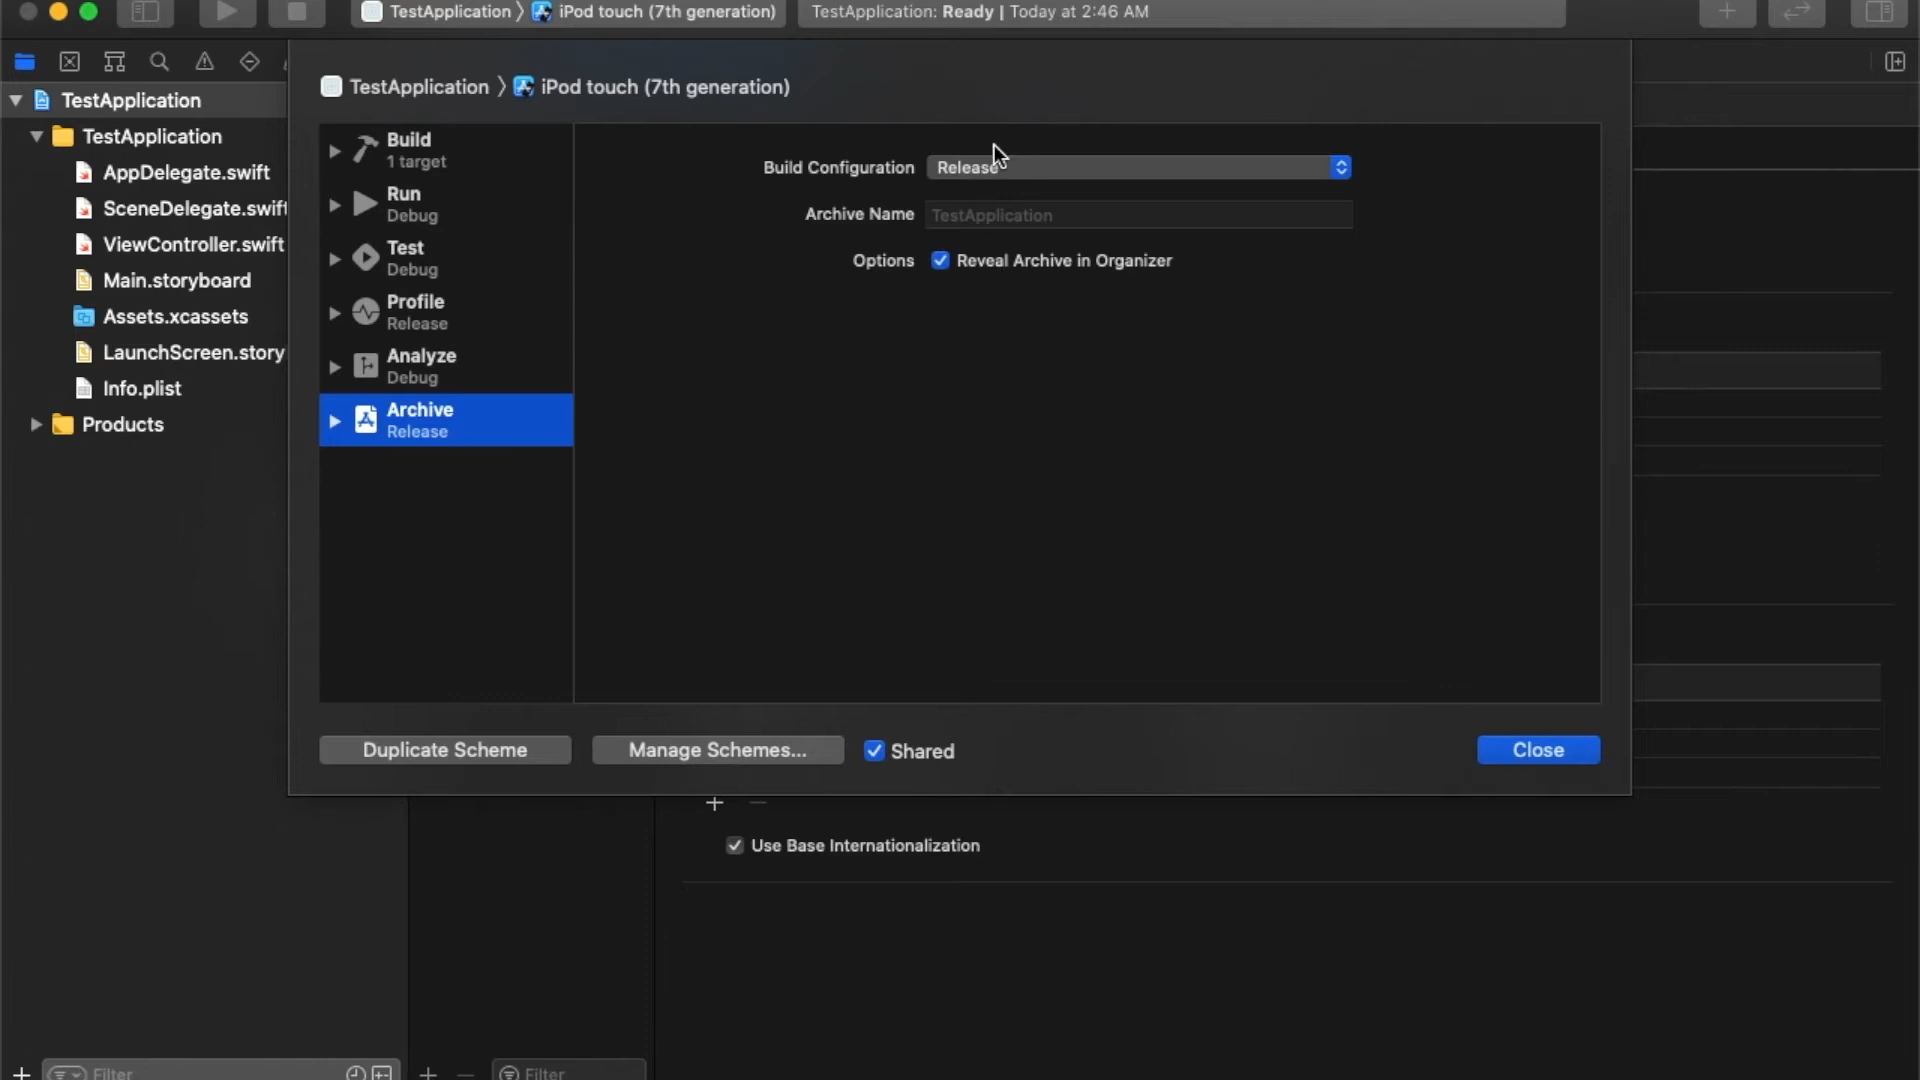 TestApplication 〉 iPod touch (7th generation)
TestApplication: Ready | Today at 2:46 AM
TestApplication
TestApplication
AppDelegate.swift
SceneDelegate.swift
ViewController.swift
Main.storyboard
Assets.xcassets
LaunchScreen.story
Info.plist
Products
TestApplication 〉 iPod touch (7th generation)
Build
1 target
Run
Debug
Test
Debug
Profile
Release
Analyze
Debug
Archive
Release
Build Configuration Release
Archive Name TestApplication
Options Reveal Archive in Organizer
Duplicate Scheme
Manage Schemes...
Shared
Close
Use Base Internationalization
Filter
Filter